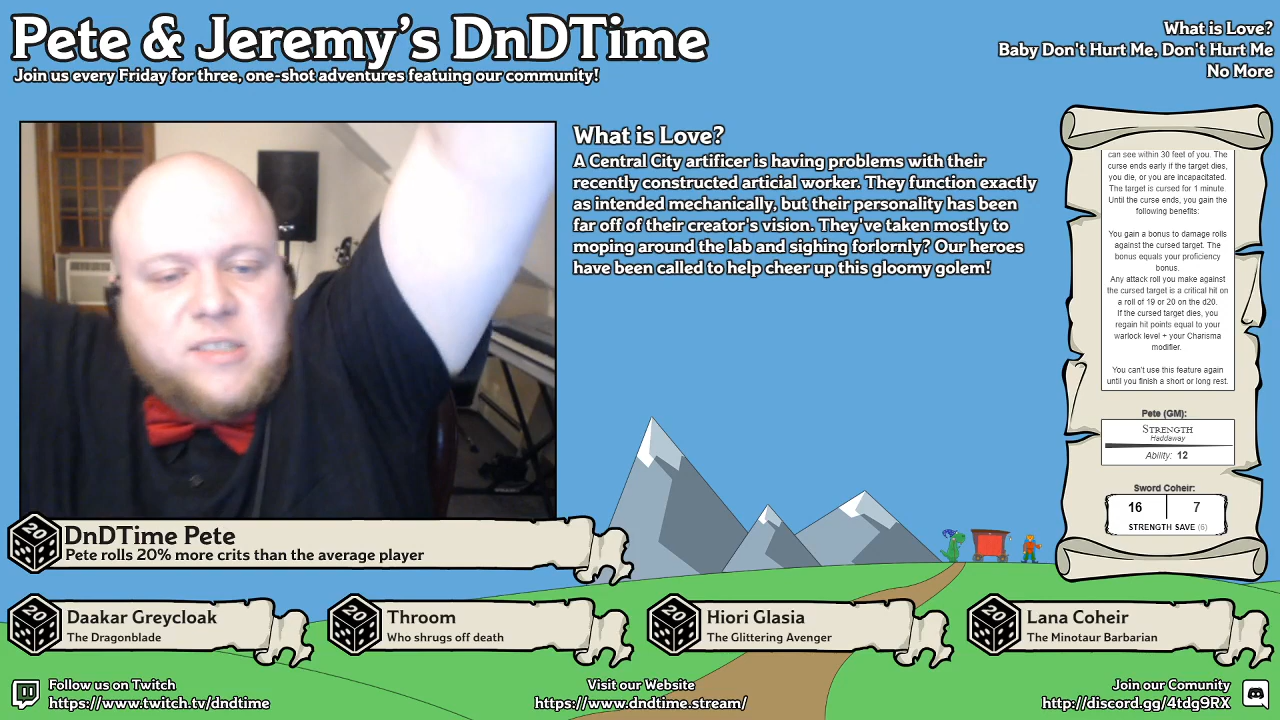 Pete & Jeremy's DnDTime
Join us every Friday for three, one-shot adventures featuing our community!
What is Love?
Baby Don't Hurt Me, Don't Hurt Me
No More
What is Love?
A Central City artificer is having problems with their
recently constructed articial worker. They function exactly
as intended mechanically, but their personality has been
far off of their creator's vision. They've taken mostly to
moping around the lab and sighing forlornly? Our heroes
have been called to help cheer up this gloomy golem!
can see within 30 feet of you. The
curse ends early if the target dies,
you die, or you are incapacitated.
The target is cursed for 1 minute.
Until the curse ends, you gain the
following benefits:
You gain a bonus to damage rolls
against the cursed target. The
bonus equals your proficiency
bonus.
Any attack roll you make against
the cursed target is a critical hit on
a roll of 19 or 20 on the d20.
If the cursed target dies, you
regain hit points equal to your
warlock level + your Charisma
modifier.
You can't use this feature again
until you finish a short or long rest.
Pete (GM):
STRENGTH
Haddaway
Ability: 12
Sword Coheir:
16 7
STRENGTH SAVE (6)
20
DnDTime Pete
Pete rolls 20% more crits than the average player
20
Daakar Greycloak
The Dragonblade
20
Throom
Who shrugs off death
20
Hiori Glasia
The Glittering Avenger
20
Lana Coheir
The Minotaur Barbarian
Follow us on Twitch
https://www.twitch.tv/dndtime
Visit our Website
https://www.dndtime.stream/
Join our Comunity
http://discord.gg/4tdg9RX